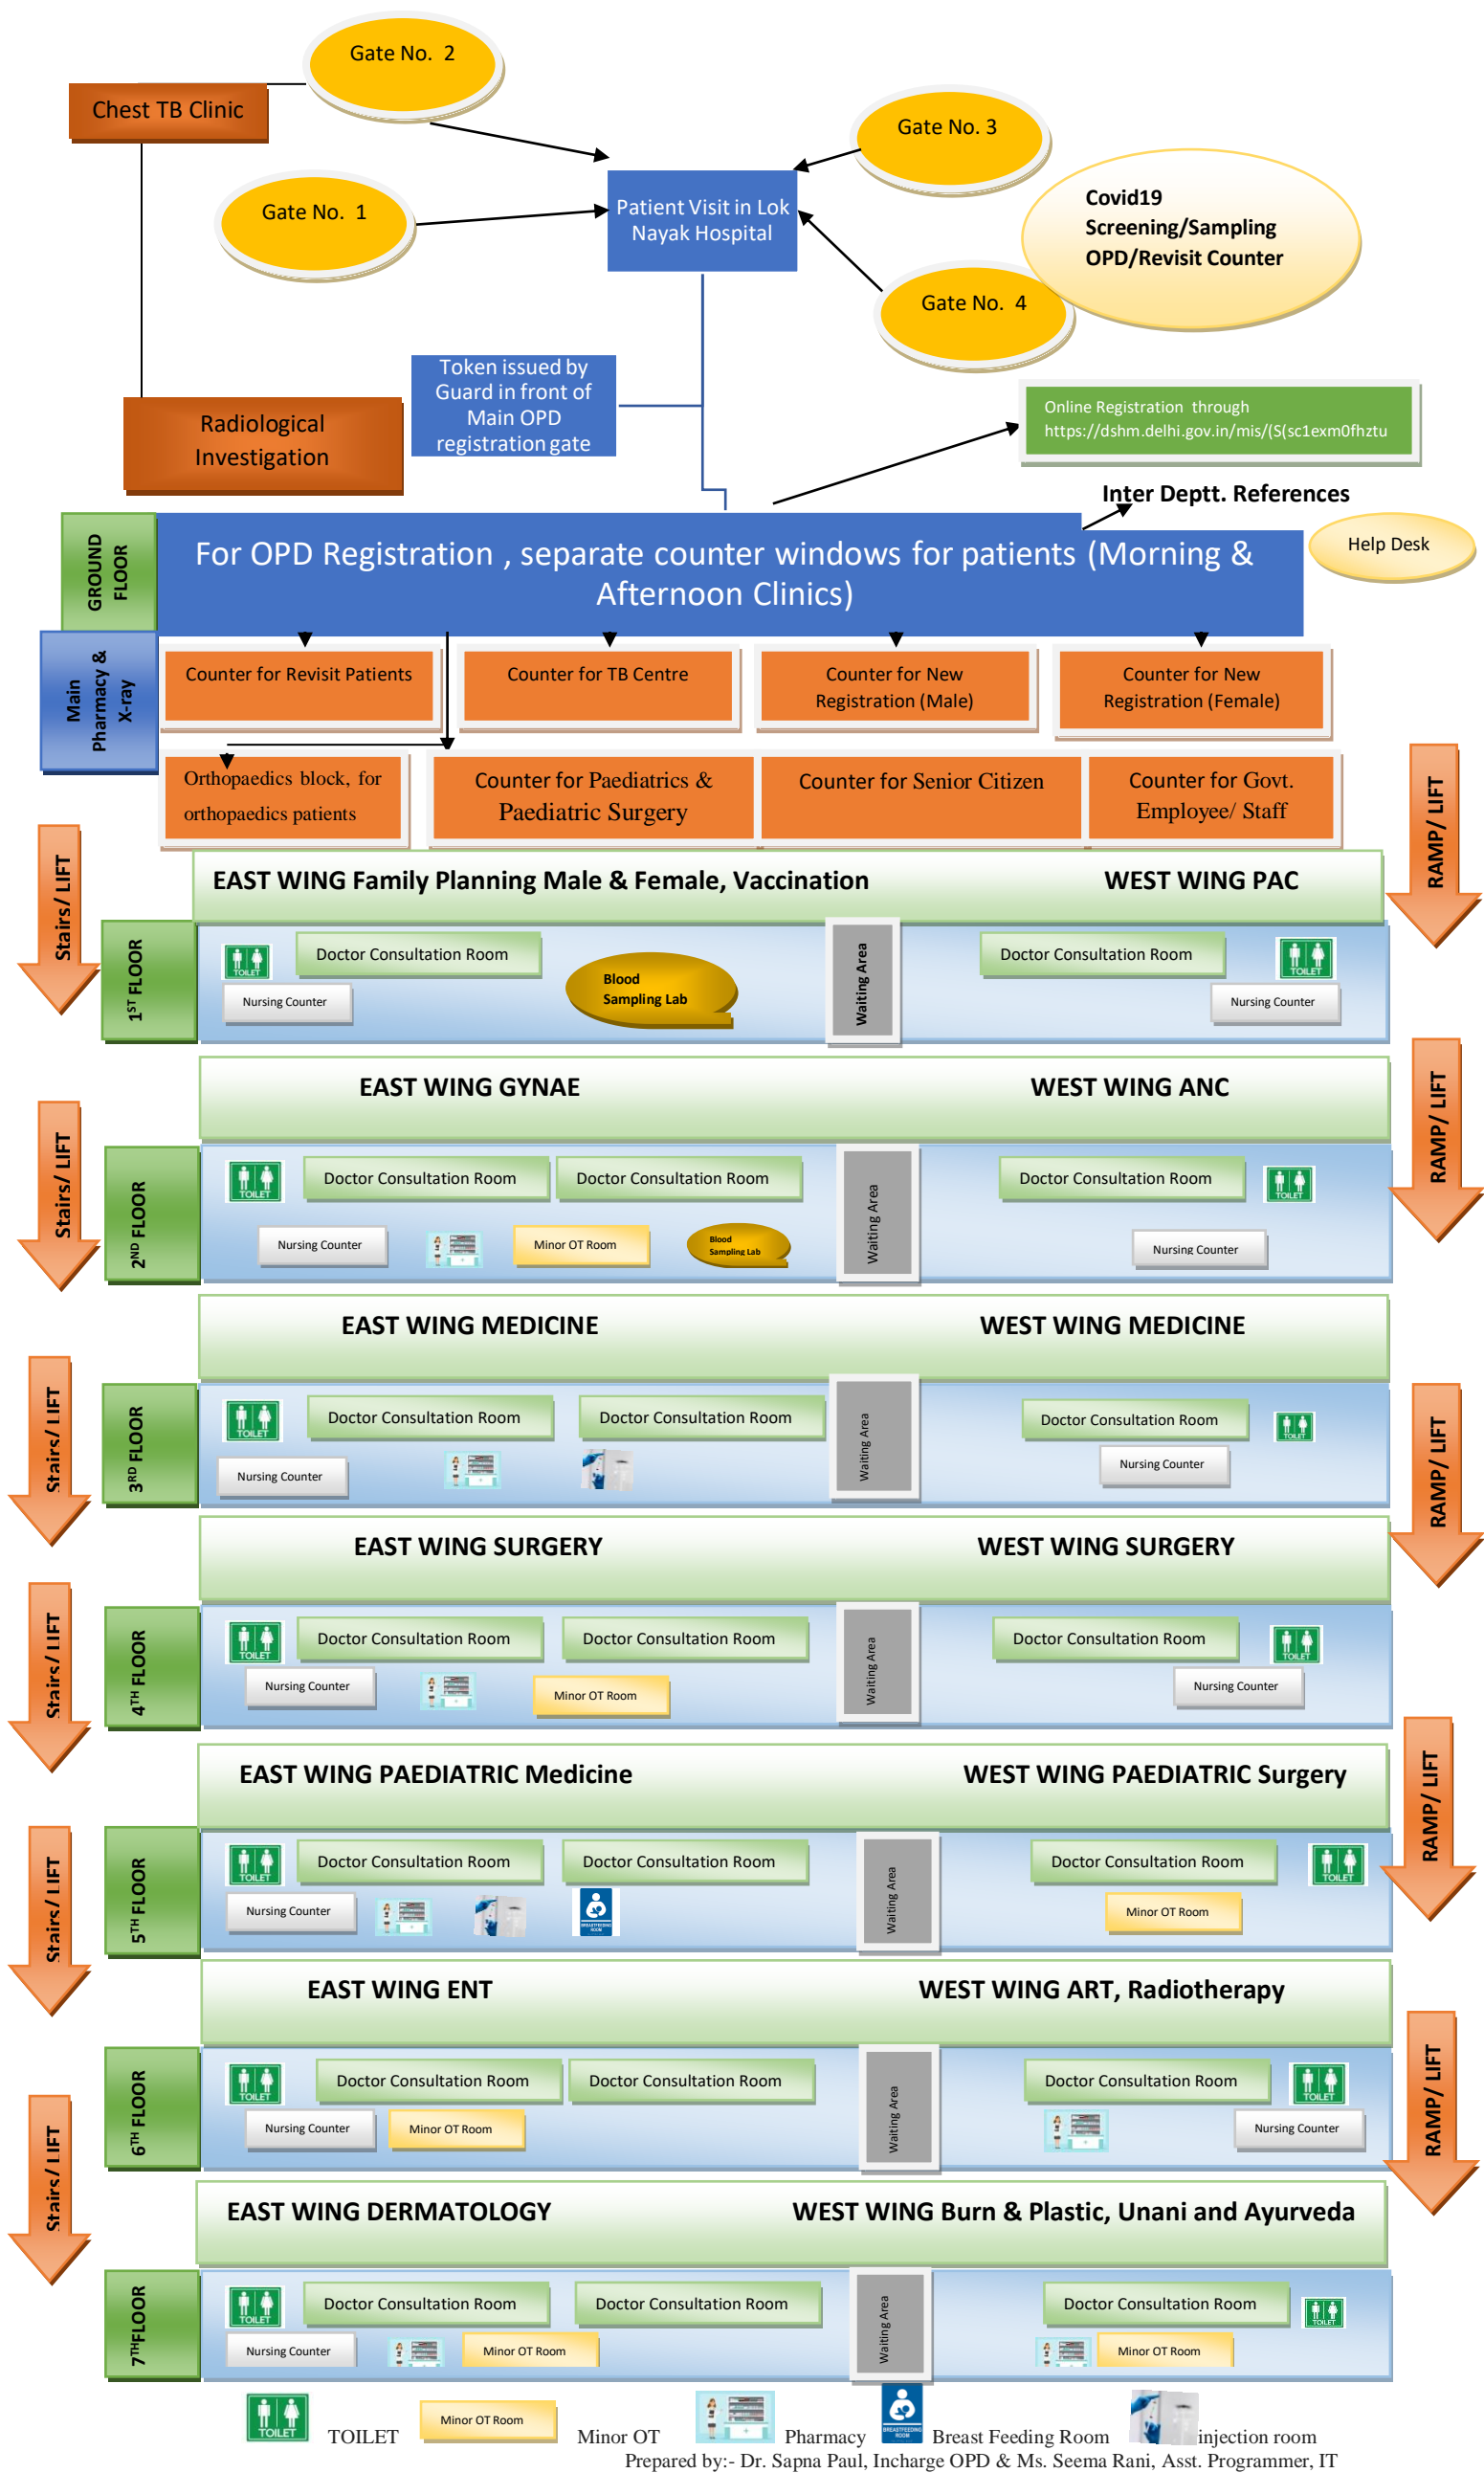 Gate No.  2
Chest TB Clinic
Gate No. 3
Gate No.  1
Patient Visit in Lok
Nayak Hospital
Covid19
Screening/Sampling
OPD/Revisit Counter
Gate No.  4
Token issued by
Guard in front of
Main OPD
registration gate
Radiological
Investigation
Online Registration  through
https://dshm.delhi.gov.in/mis/(S(sc1exm0fhztu
Inter Deptt. References
Help Desk
GROUND
FLOOR
For OPD Registration , separate counter windows for patients (Morning &
Afternoon Clinics)
Main
Pharmacy &
X-ray
Counter for Revisit Patients
Counter for TB Centre
Counter for New
Registration (Male)
Counter for New
Registration (Female)
Orthopaedics block, for
orthopaedics patients
Counter for Paediatrics &
Paediatric Surgery
Counter for Senior Citizen
Counter for Govt.
Employee/ Staff
Stairs/ LIFT
RAMP/ LIFT
EAST WING Family Planning Male & Female, Vaccination
WEST WING PAC
1ST FLOOR
TOILET
Doctor Consultation Room
Nursing Counter
Blood
Sampling Lab
Waiting Area
Doctor Consultation Room
TOILET
Nursing Counter
EAST WING GYNAE
WEST WING ANC
Stairs/ LIFT
RAMP/ LIFT
2ND FLOOR
TOILET
Doctor Consultation Room
Doctor Consultation Room
Nursing Counter
Minor OT Room
Blood
Sampling Lab
Waiting Area
Doctor Consultation Room
TOILET
Nursing Counter
EAST WING MEDICINE
WEST WING MEDICINE
Stairs/ LIFT
RAMP/ LIFT
3RD FLOOR
TOILET
Doctor Consultation Room
Doctor Consultation Room
Nursing Counter
Waiting Area
Doctor Consultation Room
TOILET
Nursing Counter
EAST WING SURGERY
WEST WING SURGERY
Stairs/ LIFT
4TH FLOOR
TOILET
Doctor Consultation Room
Doctor Consultation Room
Nursing Counter
Minor OT Room
Waiting Area
Doctor Consultation Room
TOILET
Nursing Counter
EAST WING PAEDIATRIC Medicine
WEST WING PAEDIATRIC Surgery
Stairs/ LIFT
RAMP/ LIFT
5TH FLOOR
TOILET
Doctor Consultation Room
Doctor Consultation Room
Nursing Counter
BREASTFEEDING
ROOM
Waiting Area
Doctor Consultation Room
TOILET
Minor OT Room
EAST WING ENT
WEST WING ART, Radiotherapy
RAMP/ LIFT
6TH FLOOR
TOILET
Doctor Consultation Room
Doctor Consultation Room
Nursing Counter
Minor OT Room
Waiting Area
Doctor Consultation Room
TOILET
Nursing Counter
Stairs/ LIFT
EAST WING DERMATOLOGY
WEST WING Burn & Plastic, Unani and Ayurveda
7THFLOOR
TOILET
Doctor Consultation Room
Doctor Consultation Room
Nursing Counter
Minor OT Room
Waiting Area
Doctor Consultation Room
TOILET
Minor OT Room
TOILET
TOILET
Minor OT Room
Minor OT
Pharmacy
BREASTFEEDING
ROOM
Breast Feeding Room
injection room
Prepared by:- Dr. Sapna Paul, Incharge OPD & Ms. Seema Rani, Asst. Programmer, IT